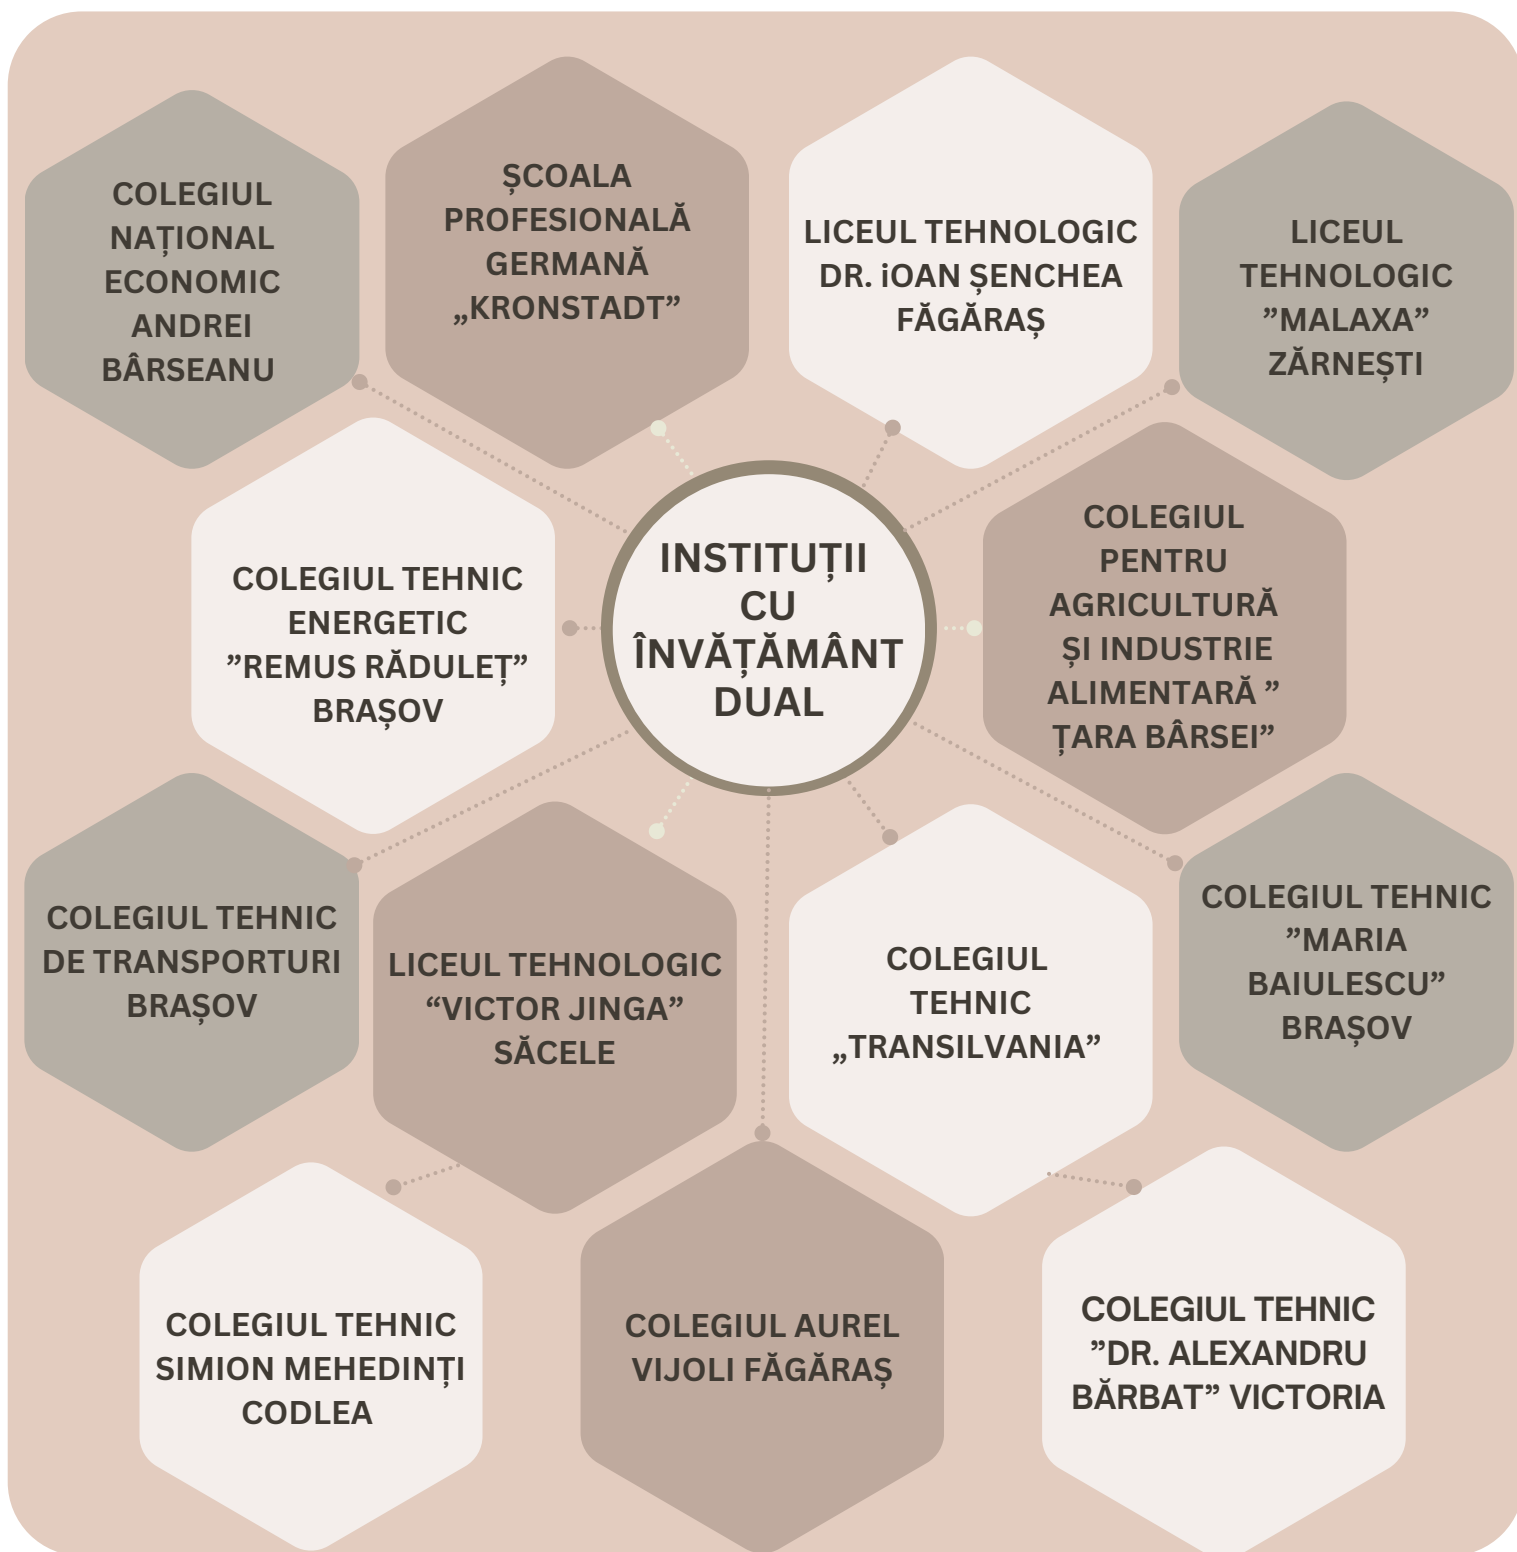 COLEGIUL
NAȚIONAL
ECONOMIC
ANDREI
BÂRSEANU
ȘCOALA
PROFESIONALĂ
GERMANĂ
„KRONSTADT”
LICEUL TEHNOLOGIC
DR. iOAN ȘENCHEA
FĂGĂRAȘ
LICEUL
TEHNOLOGIC
”MALAXA”
ZĂRNEȘTI
COLEGIUL TEHNIC
ENERGETIC
”REMUS RĂDULEȚ”
BRAȘOV
INSTITUȚII
CU
ÎNVĂȚĂMÂNT
DUAL
COLEGIUL
PENTRU
AGRICULTURĂ
ȘI INDUSTRIE
ALIMENTARĂ ”
ȚARA BÂRSEI”
COLEGIUL TEHNIC
DE TRANSPORTURI
BRAȘOV
LICEUL TEHNOLOGIC
“VICTOR JINGA”
SĂCELE
COLEGIUL
TEHNIC
„TRANSILVANIA”
COLEGIUL TEHNIC
”MARIA
BAIULESCU”
BRAȘOV
COLEGIUL TEHNIC
SIMION MEHEDINȚI
CODLEA
COLEGIUL AUREL
VIJOLI FĂGĂRAȘ
COLEGIUL TEHNIC
”DR. ALEXANDRU
BĂRBAT” VICTORIA